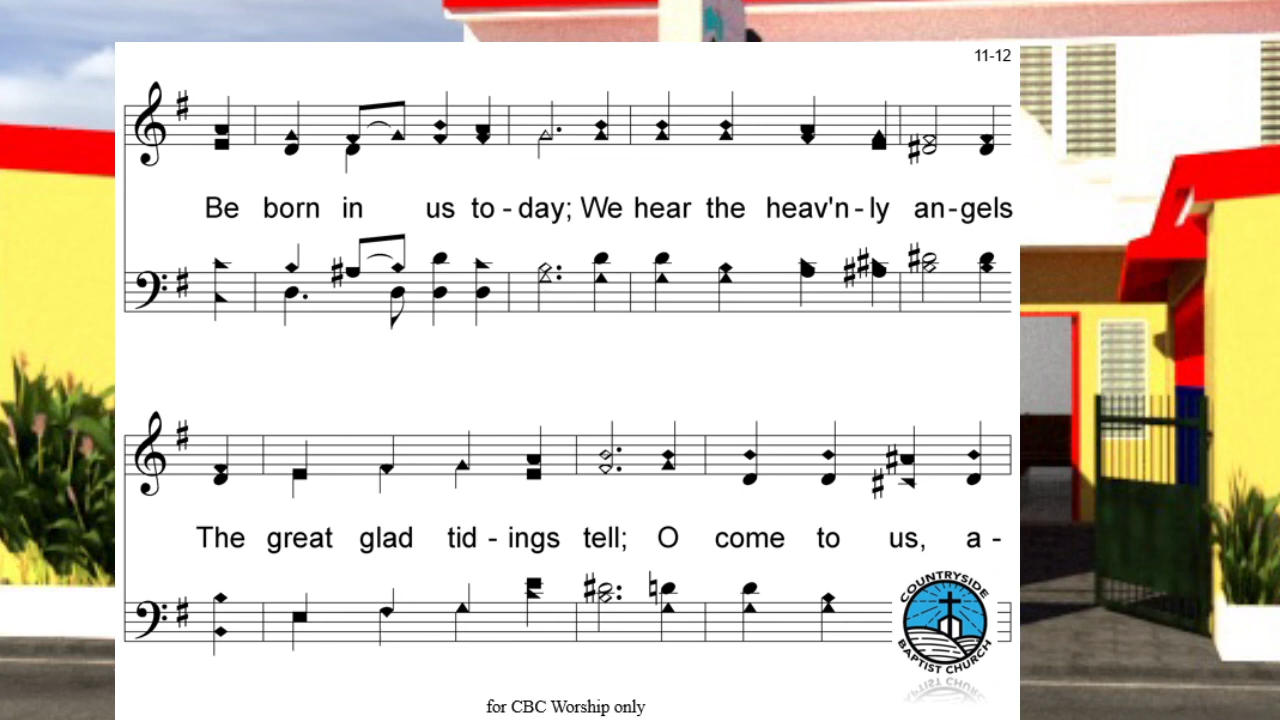 11-12
Be born in us to - day; We hear the heav'n - ly an - gels
The great glad tid - ings tell; O come to us, a -
COUNTRYSIDE
BAPTIST CHURCH
for CBC Worship only